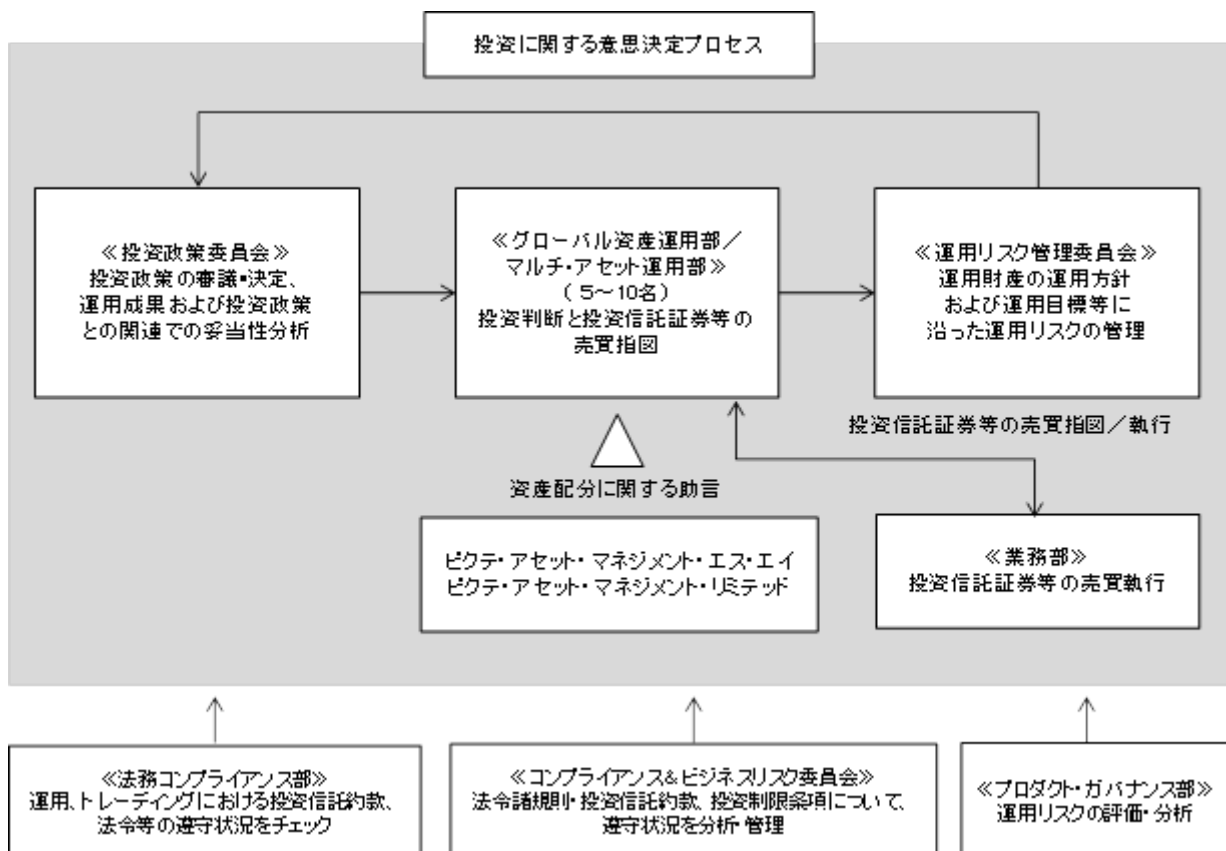 投資に関する意思決定プロセス
≪投資政策委員会≫
投資政策の審議・決定、
運用成果および投資政策
との関連での妥当性分析
≪グローバル資産運用部／
マルチ・アセット運用部≫
（5～10名）
投資判断と投資信託証券等の
売買指図
≪運用リスク管理委員会≫
運用財産の運用方針
および運用目標等に
沿った運用リスクの管理
投資信託証券等の売買指図／執行
資産配分に関する助言
ピクテ・アセット・マネジメント・エス・エイ
ピクテ・アセット・マネジメント・リミテッド
≪業務部≫
投資信託証券等の売買執行
≪法務コンプライアンス部≫
運用、トレーディングにおける投資信託約款、
法令等の遵守状況をチェック
≪コンプライアンス&ビジネスリスク委員会≫
法令諸規則・投資信託約款、投資制限条項について、
遵守状況を分析・管理
≪プロダクト・ガバナンス部≫
運用リスクの評価・分析